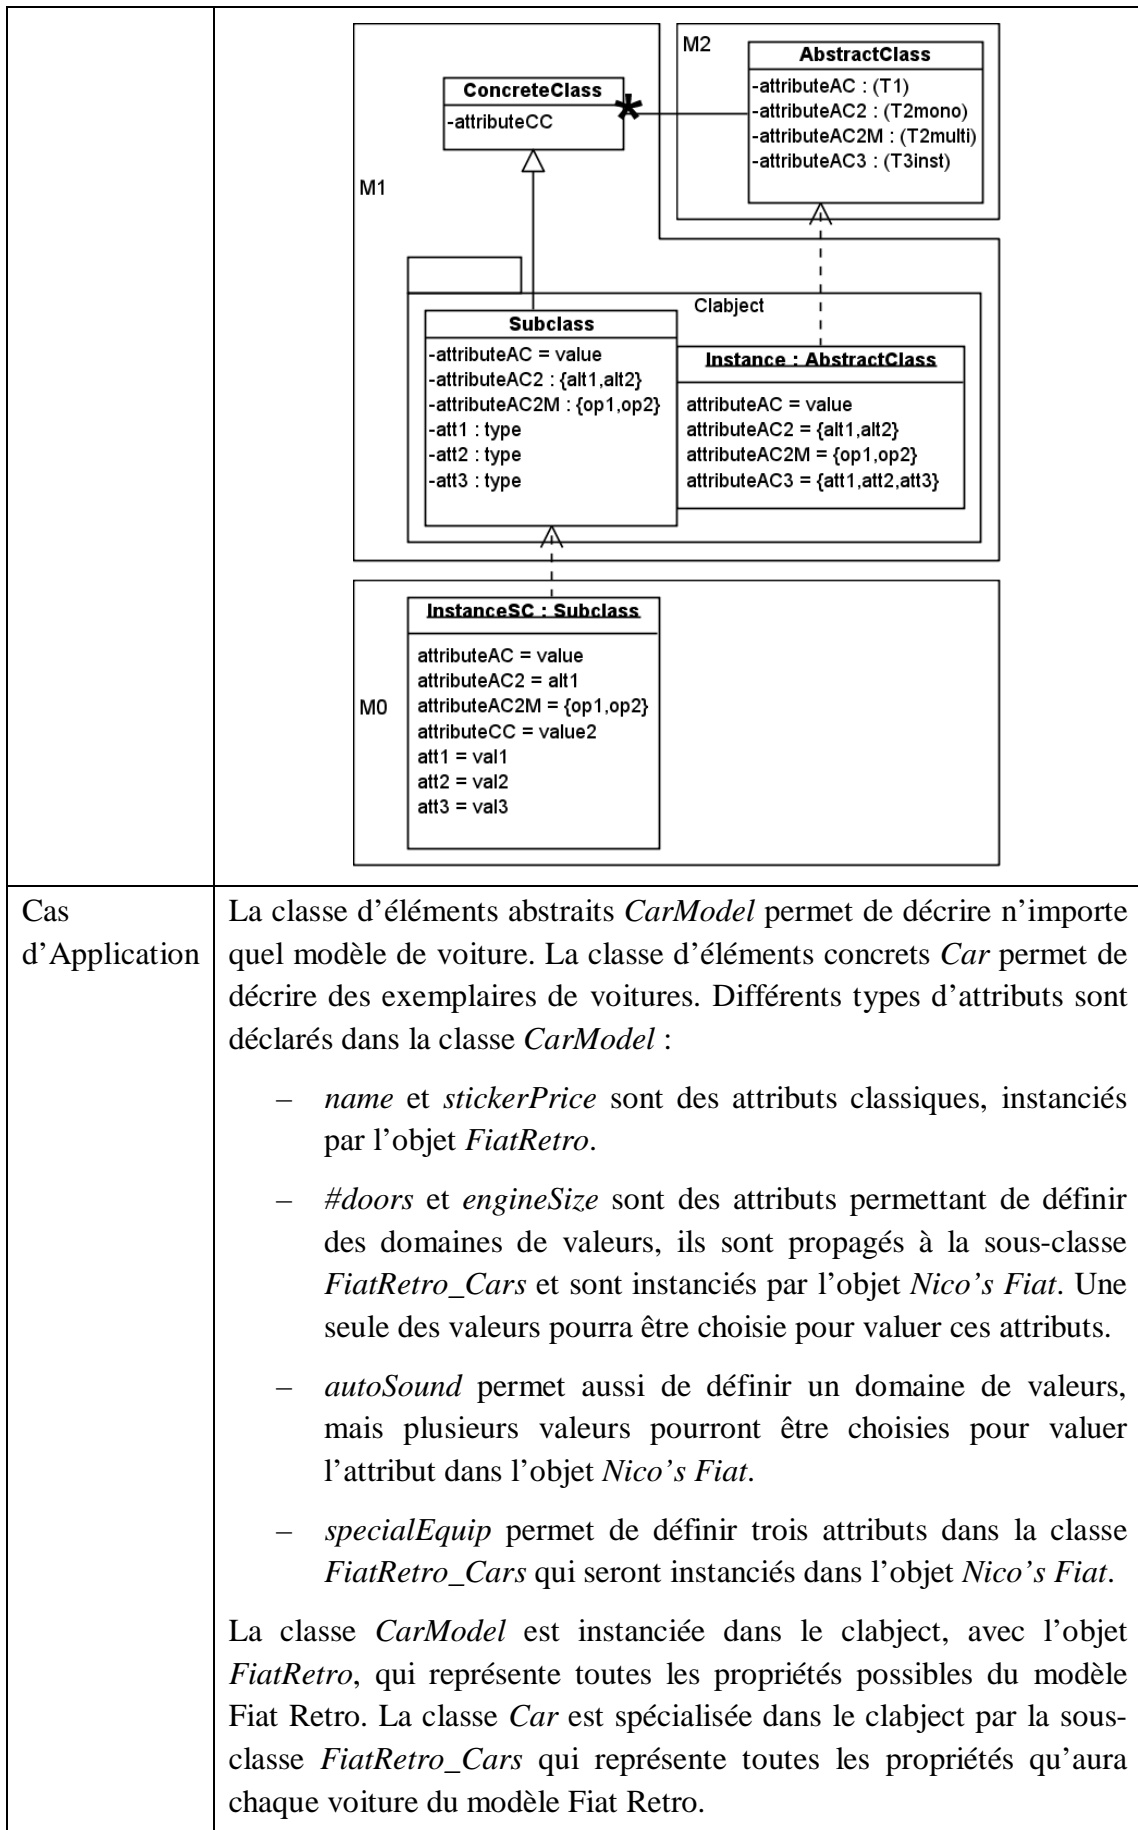 M2
AbstractClass
-attributeAC : (T1)
-attributeAC2 : (T2mono)
-attributeAC2M : (T2multi)
-attributeAC3 : (T3inst)
ConcreteClass
*
-attributeCC
M1
Clabject
Subclass
-attributeAC = value
-attributeAC2 : {alt1,alt2}
-attributeAC2M : {op1,op2}
-att1 : type
-att2 : type
-att3 : type
Instance : AbstractClass
attributeAC = value
attributeAC2 = {alt1,alt2}
attributeAC2M = {op1,op2}
attributeAC3 = {att1,att2,att3}
M0
InstanceSC : Subclass
attributeAC = value
attributeAC2 = alt1
attributeAC2M = {op1,op2}
attributeCC = value2
att1 = val1
att2 = val2
att3 = val3
Cas
d’Application
La classe d’éléments abstraits CarModel permet de décrire n’importe
quel modèle de voiture. La classe d’éléments concrets Car permet de
décrire des exemplaires de voitures. Différents types d’attributs sont
déclarés dans la classe CarModel :
– name et stickerPrice sont des attributs classiques, instanciés
par l’objet FiatRetro.
– #doors et engineSize sont des attributs permettant de définir
des domaines de valeurs, ils sont propagés à la sous-classe
FiatRetro_Cars et sont instanciés par l’objet Nico’s Fiat. Une
seule des valeurs pourra être choisie pour valuer ces attributs.
– autoSound permet aussi de définir un domaine de valeurs,
mais plusieurs valeurs pourront être choisies pour valuer
l’attribut dans l’objet Nico’s Fiat.
– specialEquip permet de définir trois attributs dans la classe
FiatRetro_Cars qui seront instanciés dans l’objet Nico’s Fiat.
La classe CarModel est instanciée dans le clabject, avec l’objet
FiatRetro, qui représente toutes les propriétés possibles du modèle
Fiat Retro. La classe Car est spécialisée dans le clabject par la sous-
classe FiatRetro_Cars qui représente toutes les propriétés qu’aura
chaque voiture du modèle Fiat Retro.